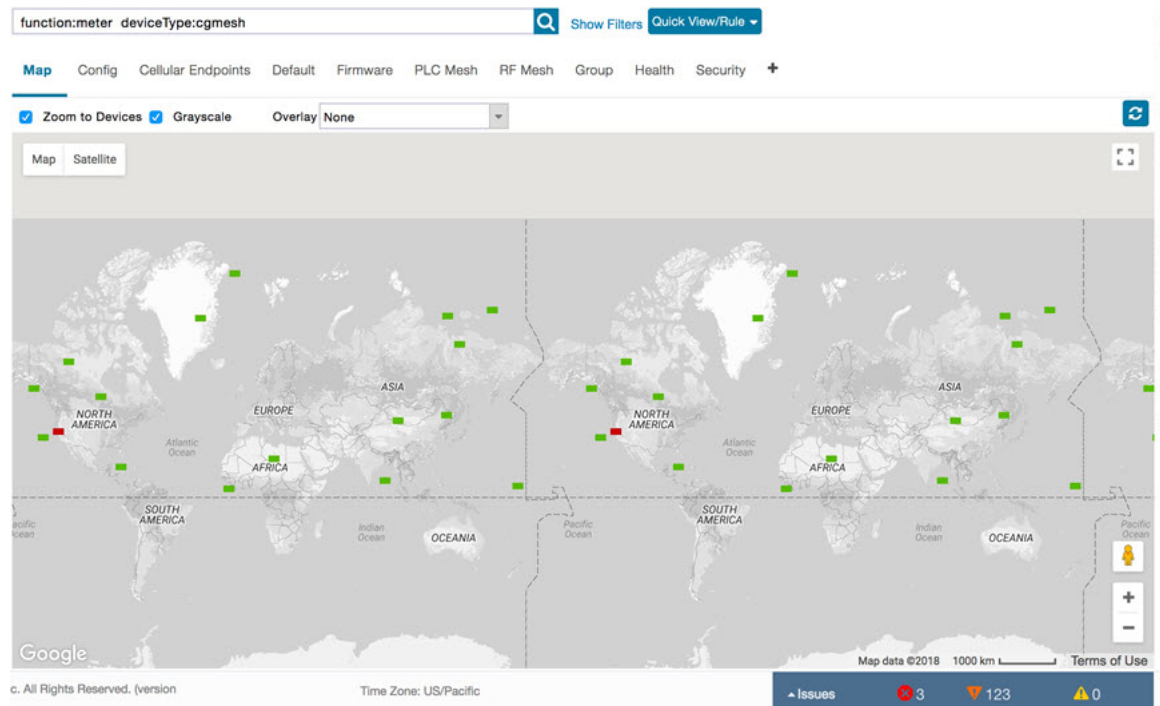 function:meter deviceType:cgmesh
Show Filters
Quick View/Rule
Map Config Cellular Endpoints Default Firmware PLC Mesh RF Mesh Group Health Security +
Zoom to Devices Grayscale Overlay None
Map Satellite
ASIA ASIA
NORTH AMERICA EUROPE NORTH AMERICA EUROPE
Atlantic Ocean Atlantic Ocean
AFRICA AFRICA
SOUTH AMERICA SOUTH AMERICA
acific cean Indian Ocean OCEANIA Pacific Ocean Indian Ocean OCEANIA Pacific Ocean
Google
Map data ©2018 1000 km Terms of Use
c. All Rights Reserved. (version Time Zone: US/Pacific Issues 3 123 0